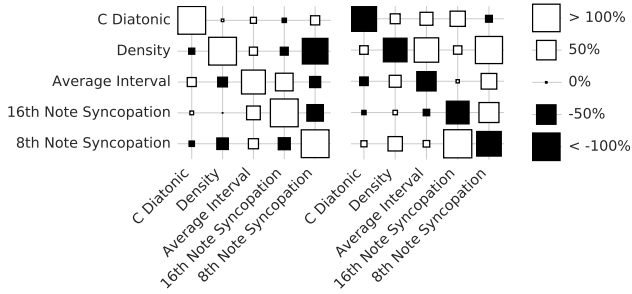 C Diatonic
Density
Average Interval
16th Note Syncopation
8th Note Syncopation
C Diatonic
Density
Average Interval
16th Note Syncopation
8th Note Syncopation
C Diatonic
Density
Average Interval
16th Note Syncopation
8th Note Syncopation
> 100%
50%
0%
-50%
< -100%